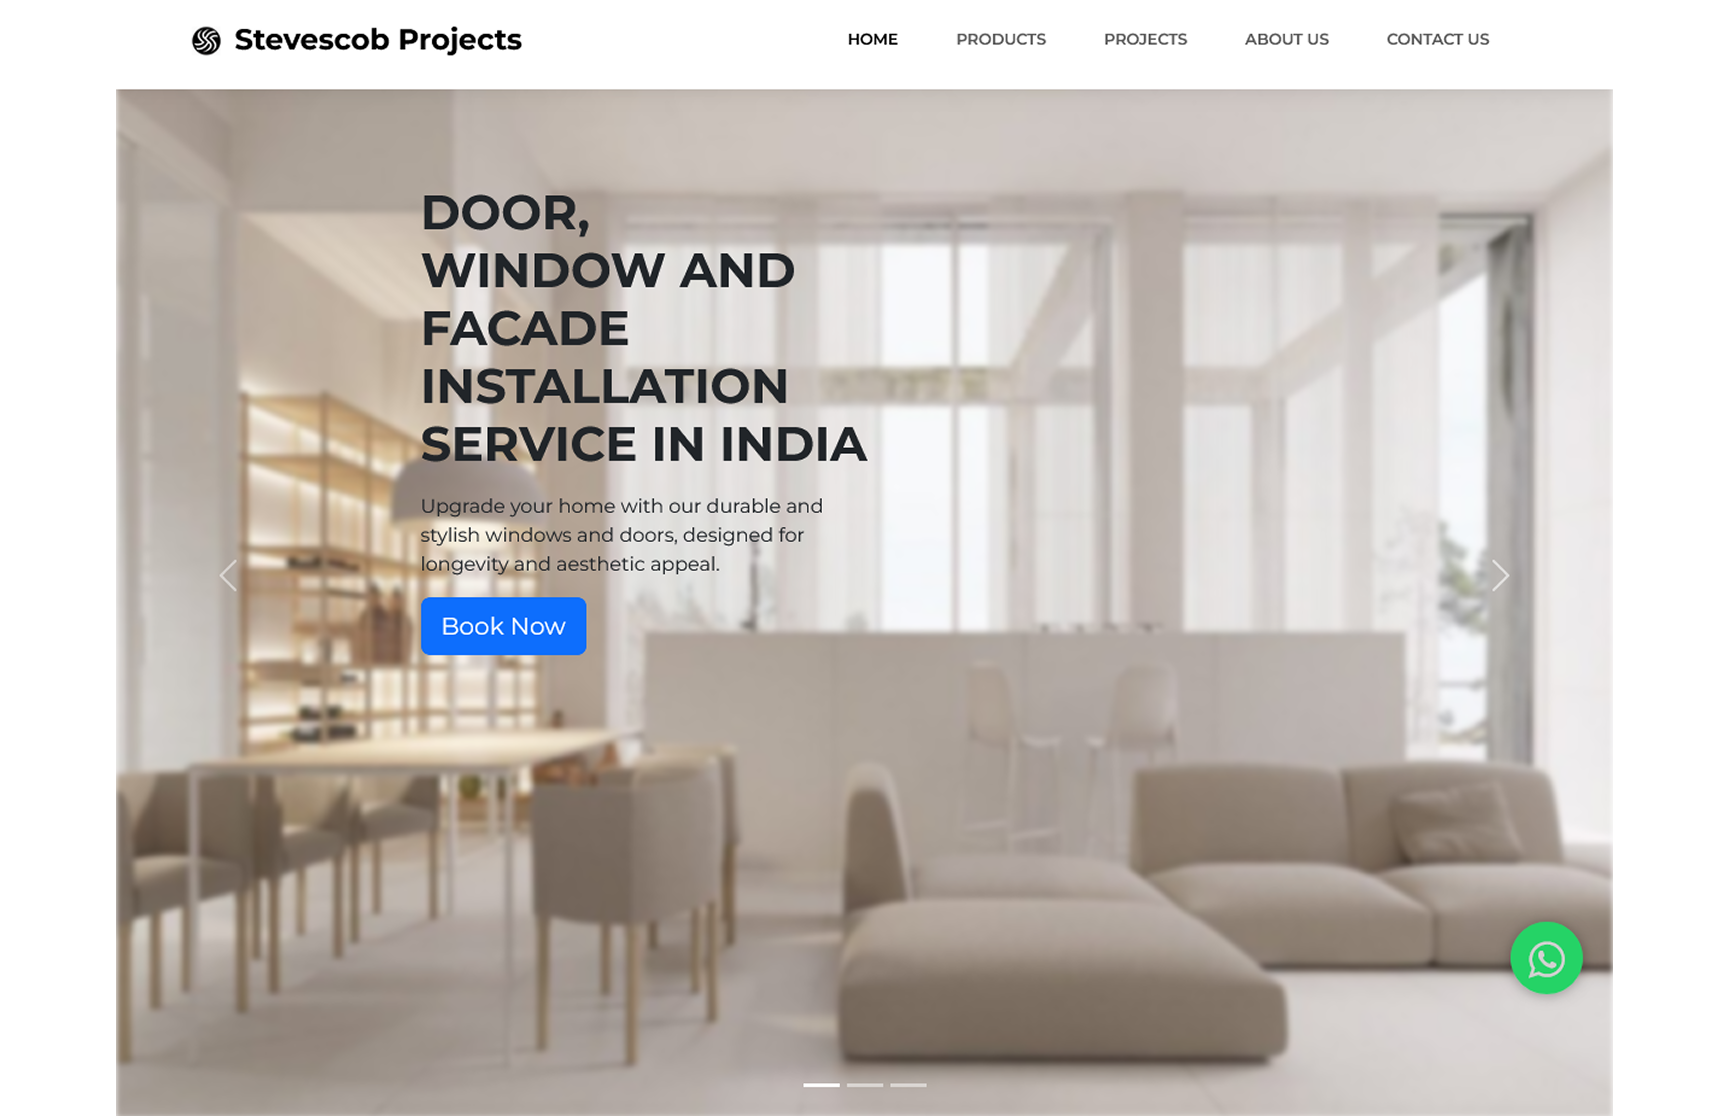 Stevescob Projects
HOME
PRODUCTS
PROJECTS
ABOUT US
CONTACT US
DOOR,
WINDOW AND
FACADE
INSTALLATION
SERVICE IN INDIA
Upgrade your home with our durable and
stylish windows and doors, designed for
longevity and aesthetic appeal.
Book Now